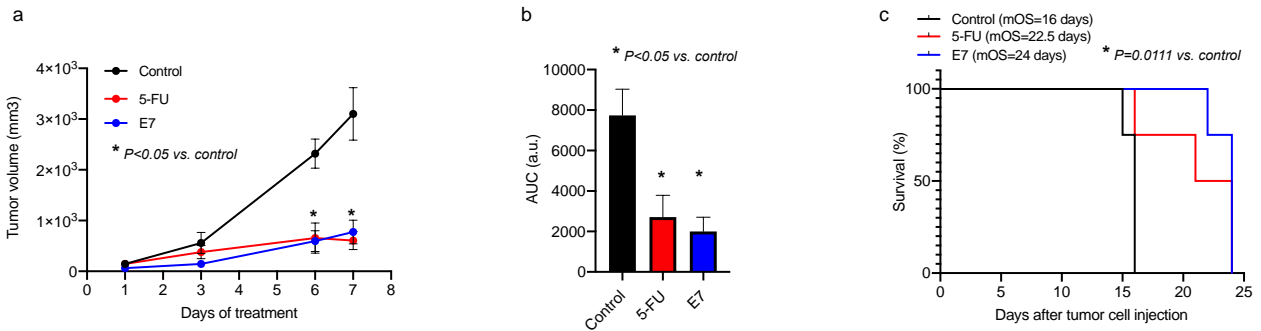 a
Tumor volume (mm3)
4×10³
3×10³
2×10³
1×10³
0
Control
5-FU
E7
* P<0.05 vs. control
*
*
0 1 2 3 4 5 6 7 8
Days of treatment
b
* P<0.05 vs. control
AUC (a.u.)
10000
8000
6000
4000
2000
0
*
*
Control
5-FU
E7
c
Control (mOS=16 days)
5-FU (mOS=22.5 days)
E7 (mOS=24 days)
* P=0.0111 vs. control
Survival (%)
100
50
0
0 5 10 15 20 25
Days after tumor cell injection